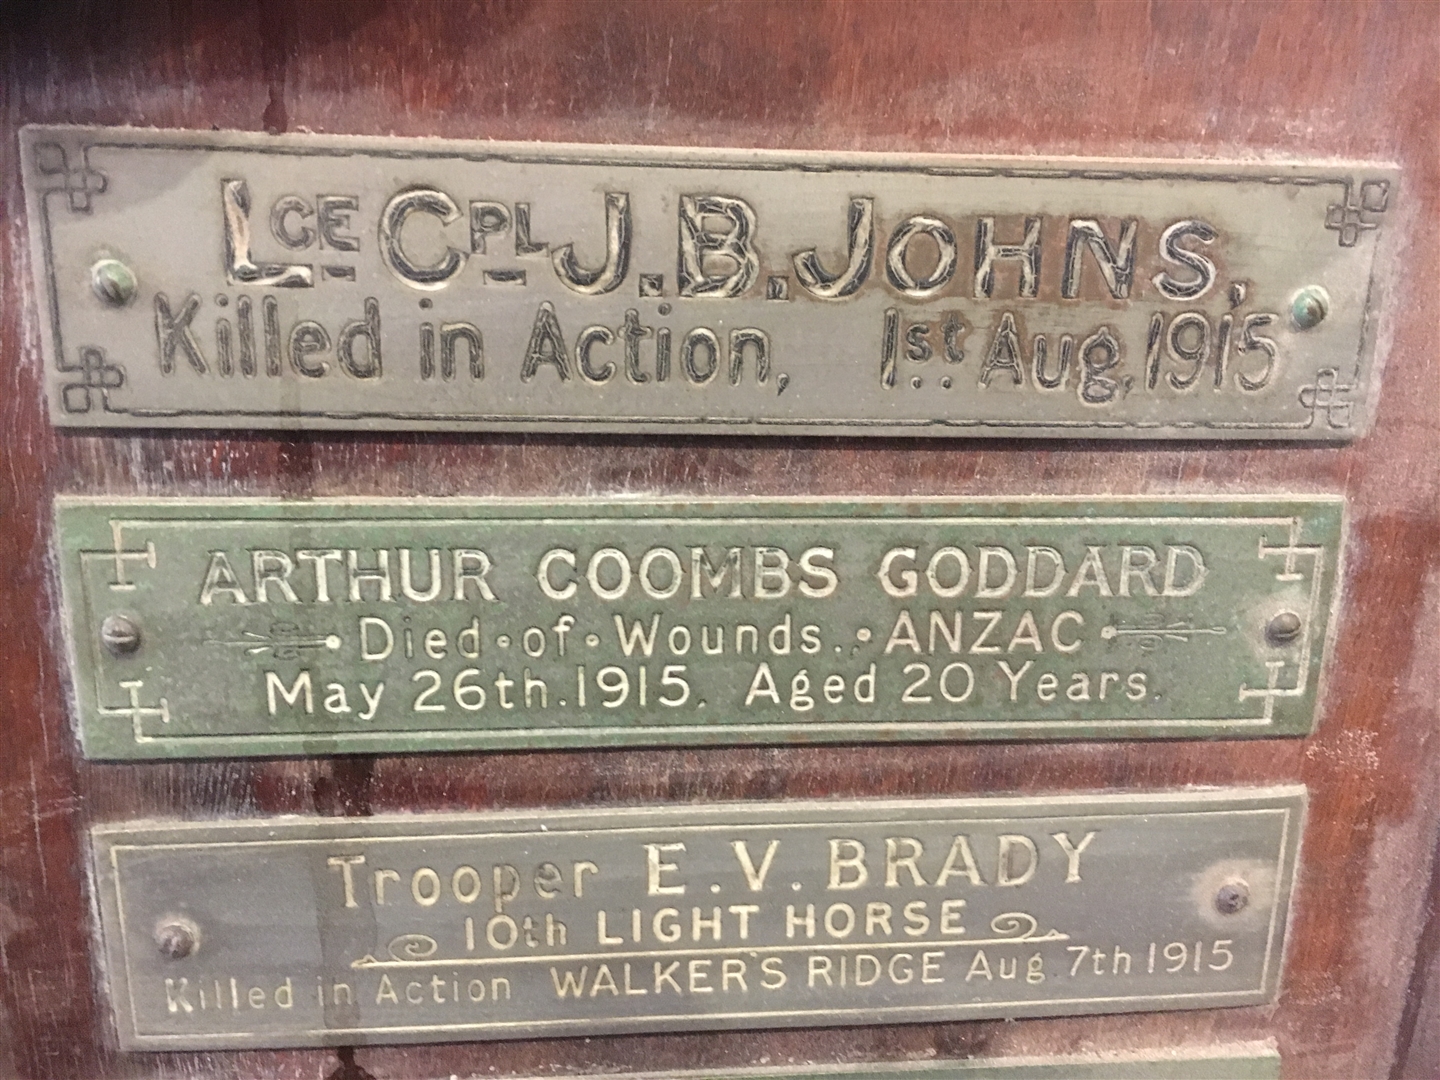 LCE CPL J.B. JOHNS,
Killed in Action, 1st Aug, 1915
ARTHUR COOMBS GODDARD
Died·of·Wounds.·ANZAC
May 26th.1915. Aged 20 Years.
Trooper E.V. BRADY
10th LIGHT HORSE
Killed in Action WALKER'S RIDGE Aug 7th 1915